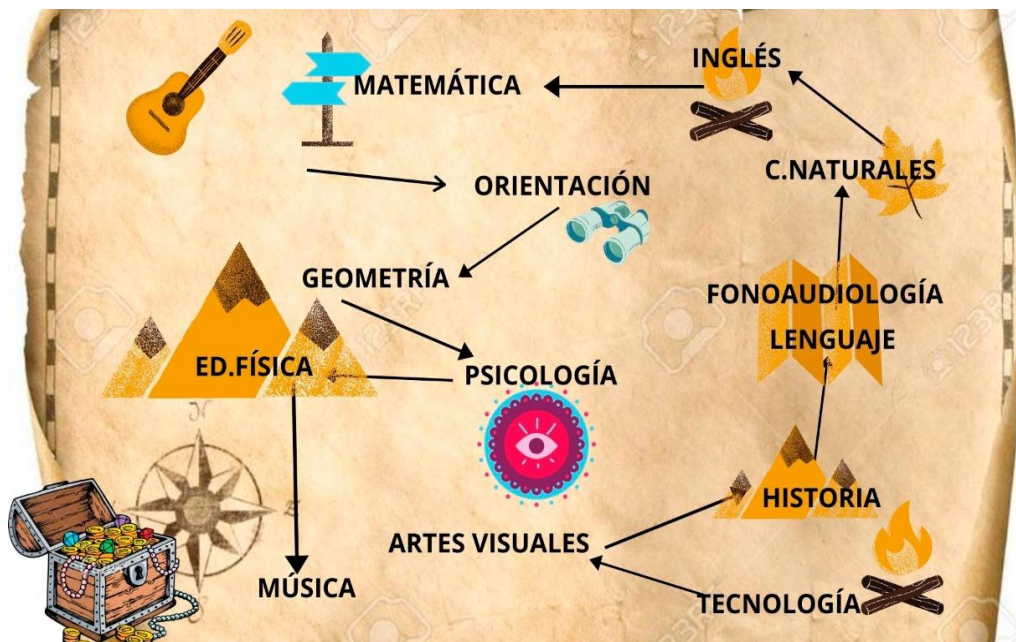 INGLÉS
MATEMÁTICA
C.NATURALES
ORIENTACIÓN
GEOMETRÍA
FONOAUDIOLOGÍA
LENGUAJE
ED.FÍSICA
PSICOLOGÍA
HISTORIA
ARTES VISUALES
MÚSICA
TECNOLOGÍA